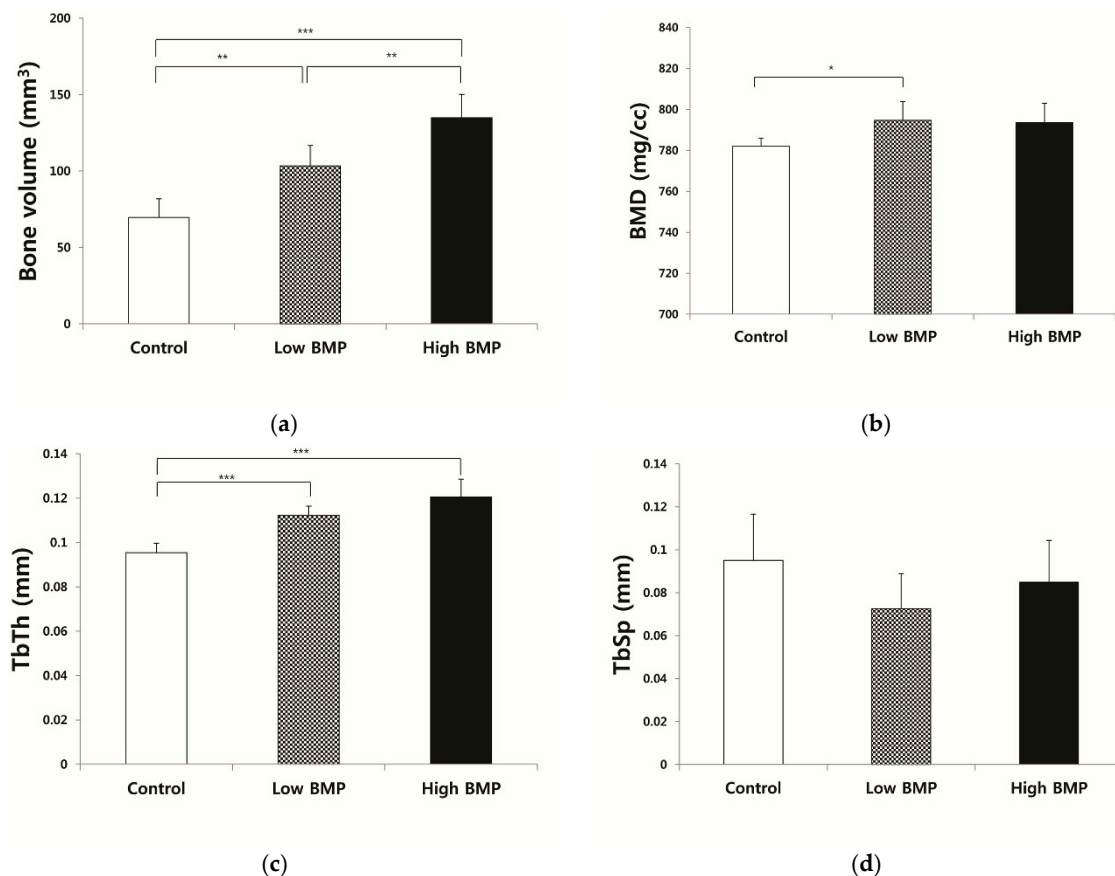 200
150
100
50
0
Bone volume (mm³)
***
**
**
Control Low BMP High BMP
(a)
840
820
800
780
760
740
720
700
BMD (mg/cc)
*
Control Low BMP High BMP
(b)
0.14
0.12
0.1
0.08
0.06
0.04
0.02
0
TbTh (mm)
***
***
Control Low BMP High BMP
(c)
0.14
0.12
0.1
0.08
0.06
0.04
0.02
0
TbSp (mm)
Control Low BMP High BMP
(d)